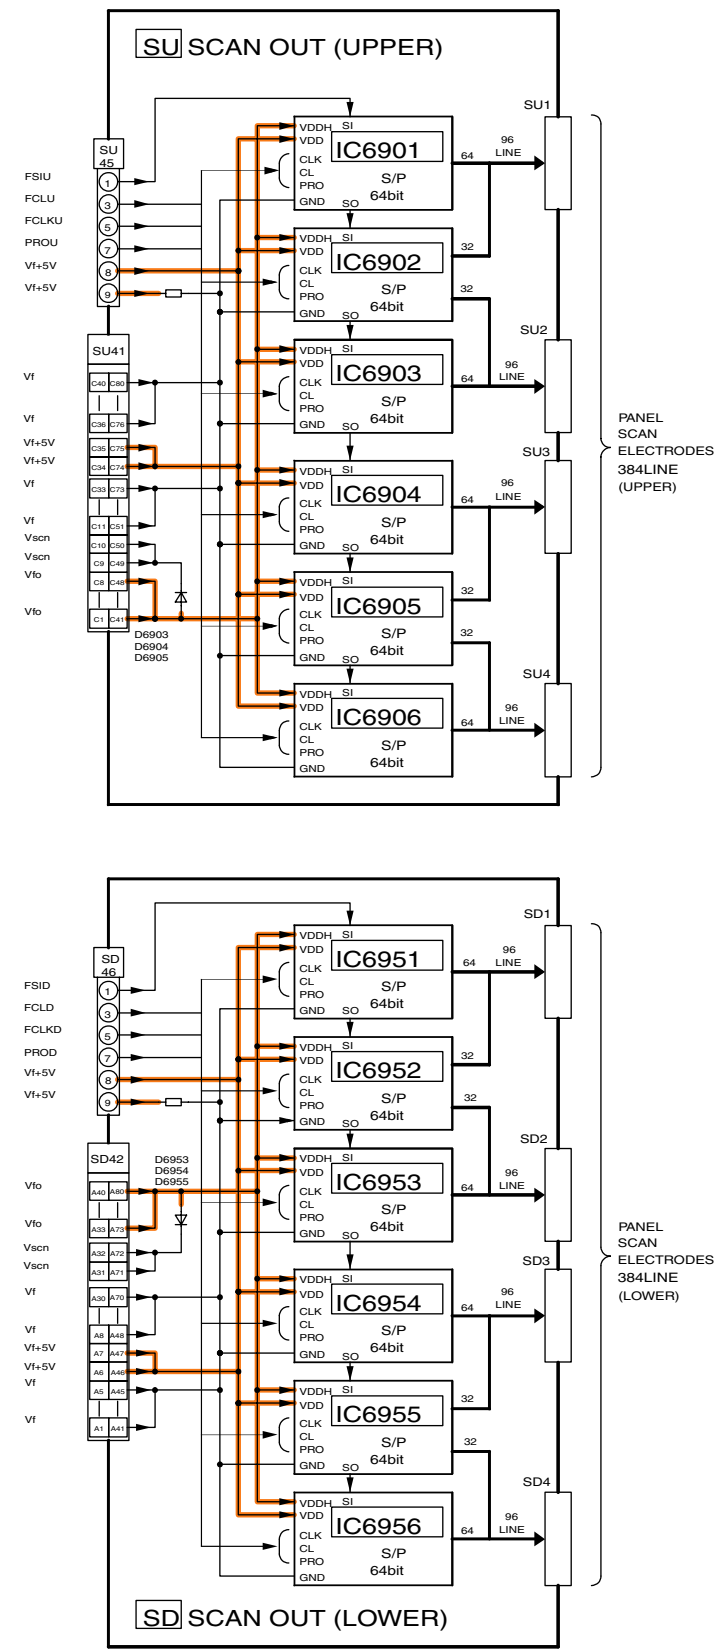 SU SCAN OUT (UPPER)
SU 45
FSIU 1
FCLU 3
FCLKU 5
PROU 7
Vf+5V 8
Vf+5V 9
SU41
Vf C40 C80
Vf C36 C76
Vf+5V C35 C75
Vf+5V C34 C74
Vf C33 C73
Vf C11 C51
Vscn C10 C50
Vscn C9 C49
Vfo C8 C48
Vfo C1 C41
D6903
D6904
D6905
VDDH SI
VDD
IC6901
CLK
CL
PRO
S/P
64bit
GND SO
64
VDDH SI
VDD
IC6902
CLK
CL
PRO
S/P
64bit
GND SO
32
32
VDDH SI
VDD
IC6903
CLK
CL
PRO
S/P
64bit
GND SO
64
VDDH SI
VDD
IC6904
CLK
CL
PRO
S/P
64bit
GND SO
64
VDDH SI
VDD
IC6905
CLK
CL
PRO
S/P
64bit
GND SO
32
32
VDDH SI
VDD
IC6906
CLK
CL
PRO
S/P
64bit
GND
64
SU1
96
LINE
SU2
96
LINE
SU3
96
LINE
SU4
96
LINE
PANEL
SCAN
ELECTRODES
384LINE
(UPPER)
SD 46
FSID 1
FCLD 3
FCLKD 5
PROD 7
Vf+5V 8
Vf+5V 9
SD42
D6953
D6954
D6955
Vfo A40 A80
Vfo A33 A73
Vscn A32 A72
Vscn A31 A71
Vf A30 A70
Vf A8 A48
Vf+5V A7 A47
Vf+5V A6 A46
Vf A5 A45
Vf A1 A41
VDDH SI
VDD
IC6951
CLK
CL
PRO
S/P
64bit
GND SO
64
VDDH SI
VDD
IC6952
CLK
CL
PRO
S/P
64bit
GND SO
32
32
VDDH SI
VDD
IC6953
CLK
CL
PRO
S/P
64bit
GND SO
64
VDDH SI
VDD
IC6954
CLK
CL
PRO
S/P
64bit
GND SO
64
VDDH SI
VDD
IC6955
CLK
CL
PRO
S/P
64bit
GND SO
32
32
VDDH SI
VDD
IC6956
CLK
CL
PRO
S/P
64bit
GND
64
SD1
96
LINE
SD2
96
LINE
SD3
96
LINE
SD4
96
LINE
PANEL
SCAN
ELECTRODES
384LINE
(LOWER)
SD SCAN OUT (LOWER)